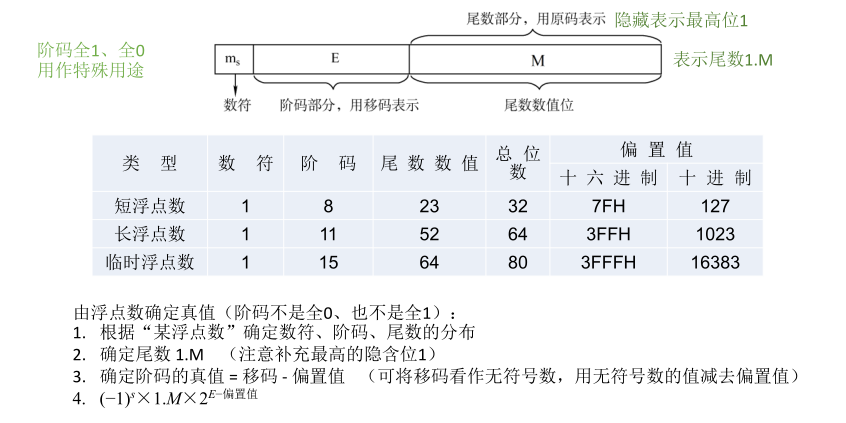 尾数部分，用原码表示 隐藏表示最高位1
阶码全1、全0
用作特殊用途
ms E M
表示尾数1.M
数符 阶码部分，用移码表示 尾数数值位
类 型 数 符 阶 码 尾 数 数 值 总 位 数 偏 置 值
十 六 进 制 十 进 制
短浮点数 1 8 23 32 7FH 127
长浮点数 1 11 52 64 3FFH 1023
临时浮点数 1 15 64 80 3FFFH 16383
由浮点数确定真值（阶码不是全0、也不是全1）：
1. 根据“某浮点数”确定数符、阶码、尾数的分布
2. 确定尾数 1.M （注意补充最高的隐含位1）
3. 确定阶码的真值 = 移码 - 偏置值 （可将移码看作无符号数，用无符号数的值减去偏置值）
4. (−1)^s×1.M×2^E−偏置值